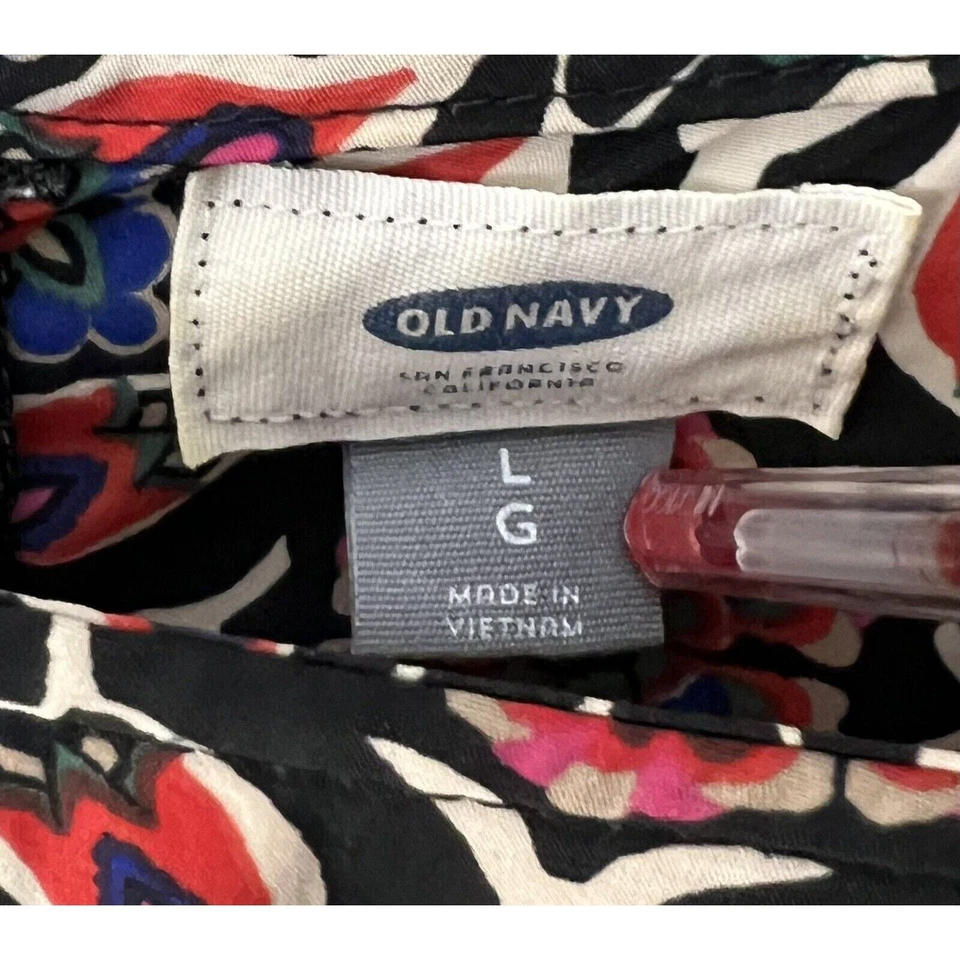 OLD NAVY
SAN FRANCISCO
CALIFORNIA
L
G
MADE IN
VIETNAM